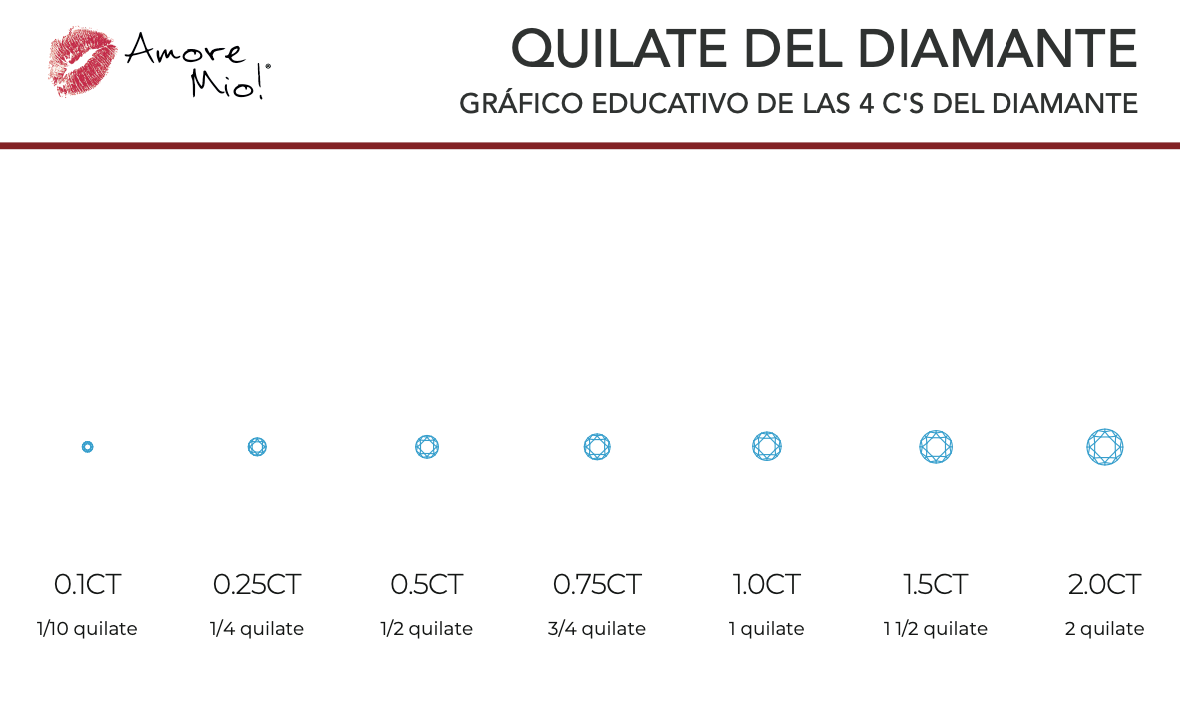 Amore
Mio!®
QUILATE DEL DIAMANTE
GRÁFICO EDUCATIVO DE LAS 4 C'S DEL DIAMANTE
0.1CT
0.25CT
0.5CT
0.75CT
1.0CT
1.5CT
2.0CT
1/10 quilate
1/4 quilate
1/2 quilate
3/4 quilate
1 quilate
1 1/2 quilate
2 quilate